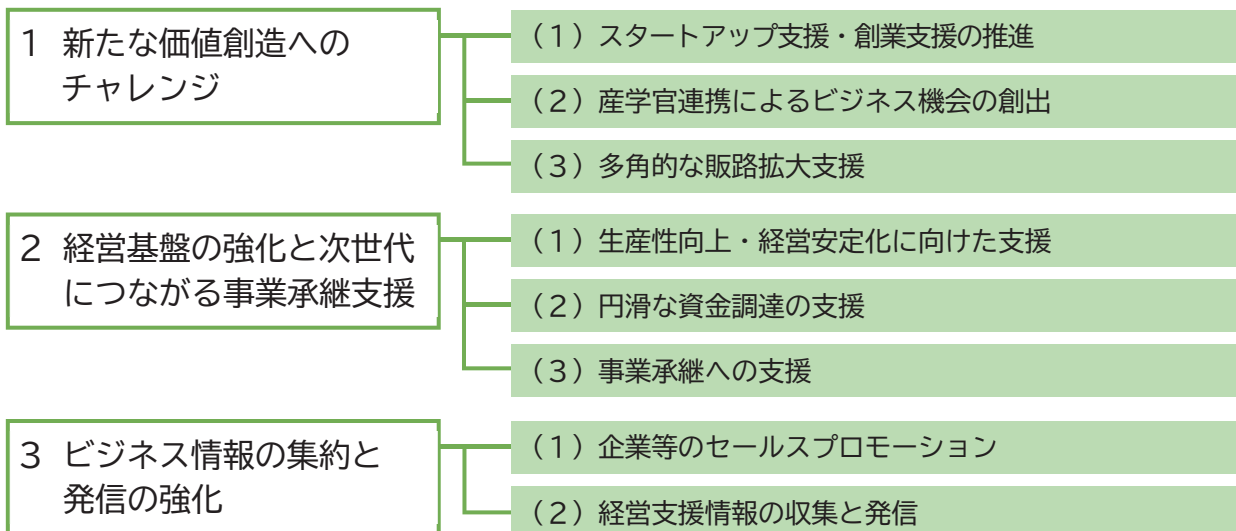 1 新たな価値創造への
チャレンジ
(1)スタートアップ支援・創業支援の推進
(2)産学官連携によるビジネス機会の創出
(3)多角的な販路拡大支援
2 経営基盤の強化と次世代
につながる事業承継支援
(1)生産性向上・経営安定化に向けた支援
(2)円滑な資金調達の支援
(3)事業承継への支援
3 ビジネス情報の集約と
発信の強化
(1)企業等のセールスプロモーション
(2)経営支援情報の収集と発信